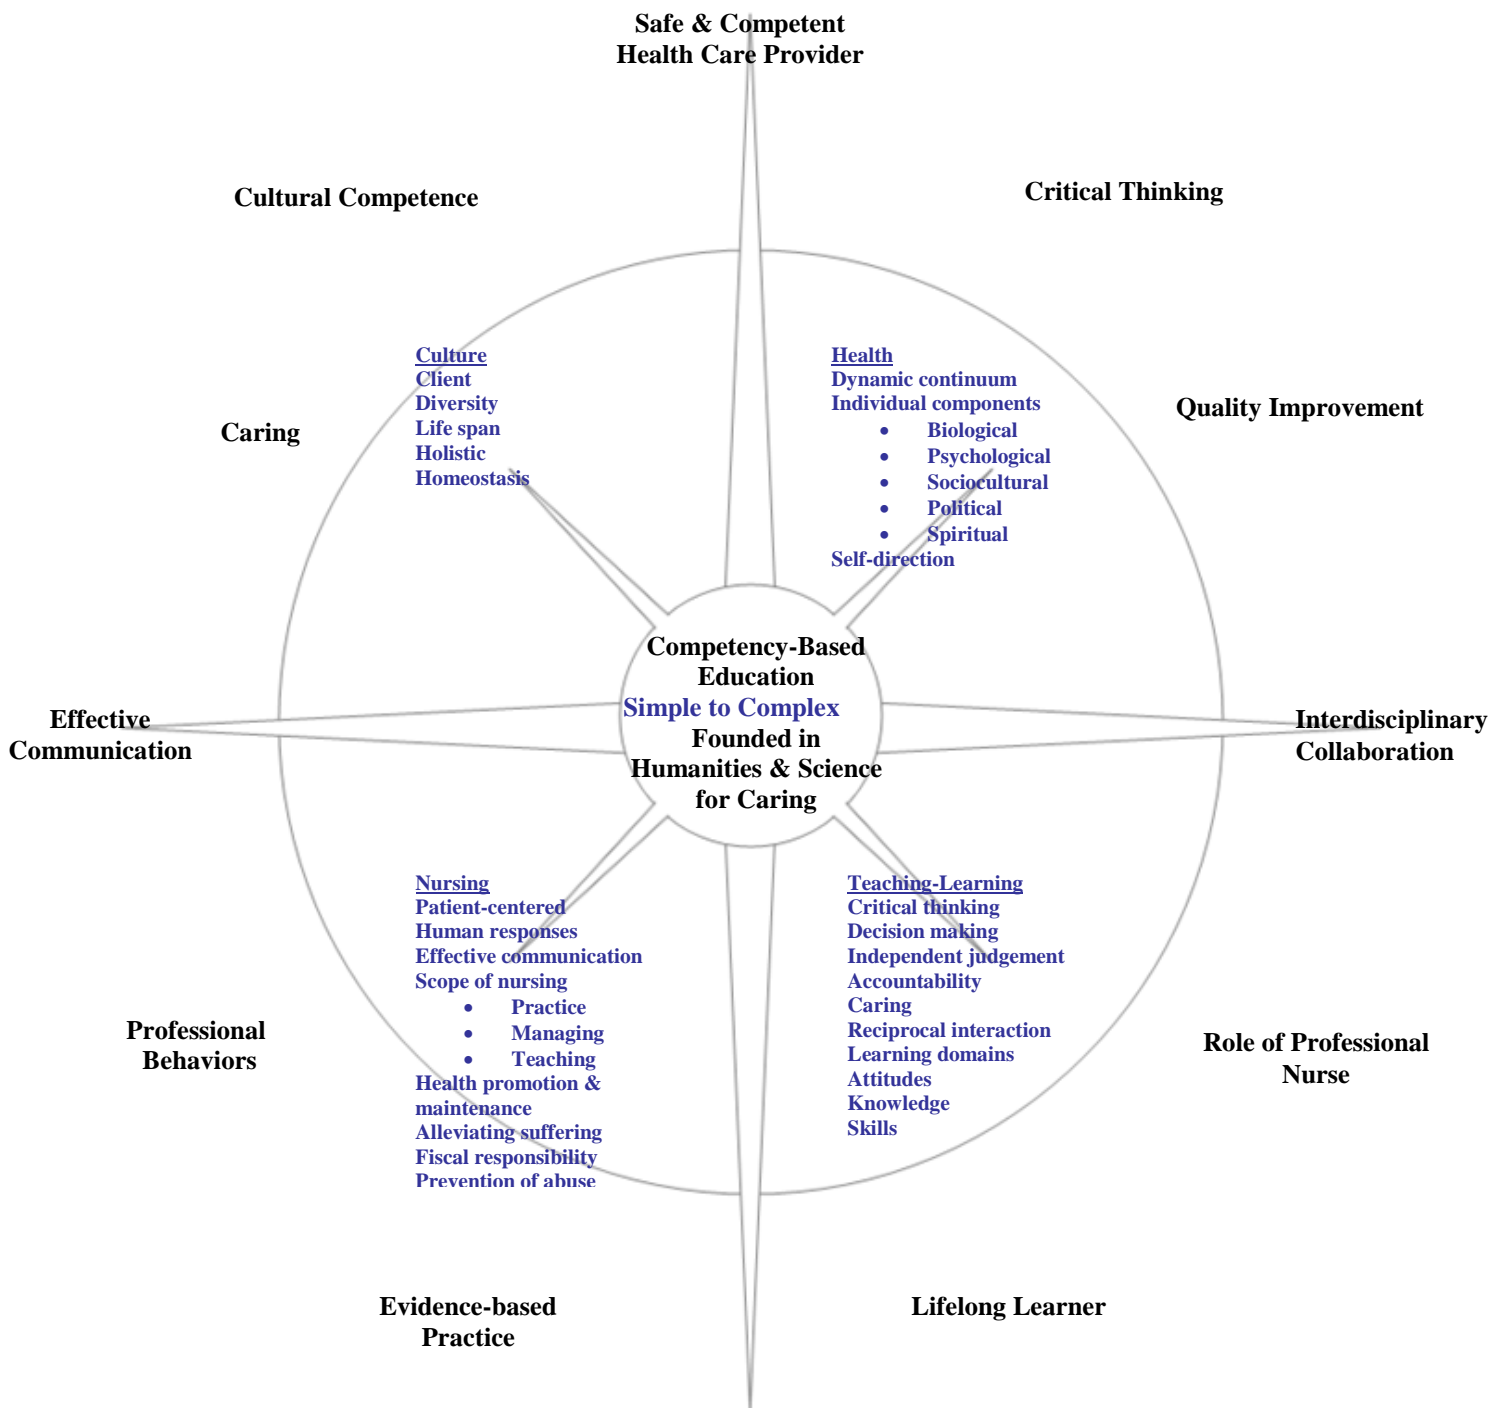 Safe & Competent
Health Care Provider
Cultural Competence
Critical Thinking
Culture
Client
Diversity
Life span
Holistic
Homeostasis
Health
Dynamic continuum
Individual components
• Biological
• Psychological
• Sociocultural
• Political
• Spiritual
Self-direction
Caring
Quality Improvement
Competency-Based
Education
Simple to Complex
Founded in
Humanities & Science
for Caring
Effective
Communication
Interdisciplinary
Collaboration
Nursing
Patient-centered
Human responses
Effective communication
Scope of nursing
• Practice
• Managing
• Teaching
Health promotion &
maintenance
Alleviating suffering
Fiscal responsibility
Prevention of abuse
Teaching-Learning
Critical thinking
Decision making
Independent judgement
Accountability
Caring
Reciprocal interaction
Learning domains
Attitudes
Knowledge
Skills
Professional
Behaviors
Role of Professional
Nurse
Evidence-based
Practice
Lifelong Learner